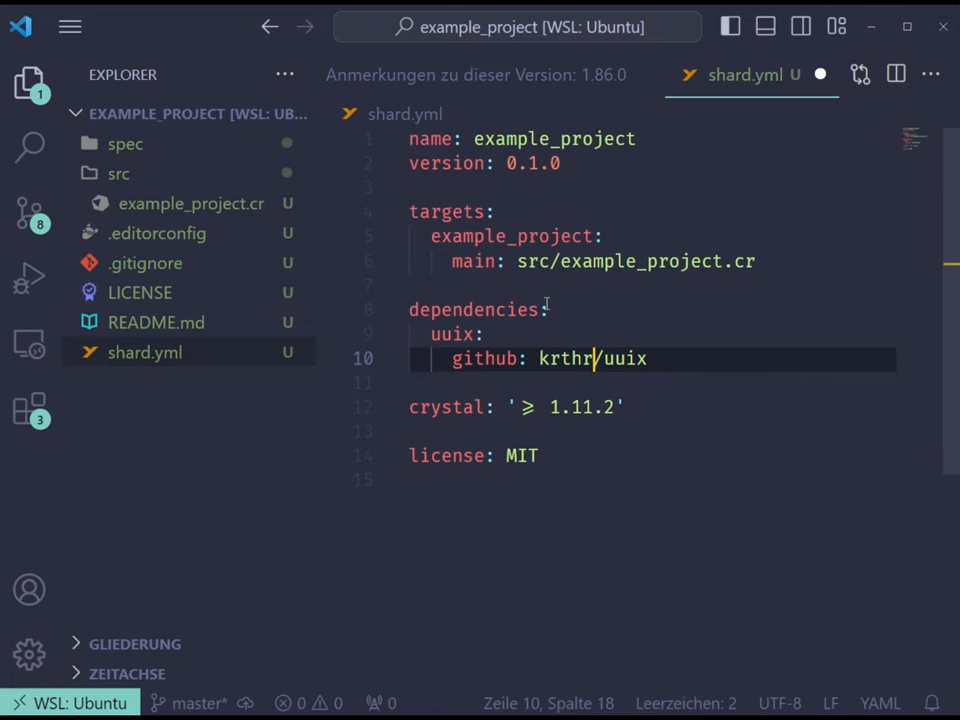 example_project [WSL: Ubuntu]
EXPLORER
Anmerkungen zu dieser Version: 1.86.0
shard.yml U
1
EXAMPLE_PROJECT [WSL: UB...
spec
src
example_project.cr U
.editorconfig U
.gitignore U
LICENSE U
README.md U
shard.yml U
8
3
shard.yml
1 name: example_project
2 version: 0.1.0
3
4 targets:
5 example_project:
6 main: src/example_project.cr
7
8 dependencies:
9 uuix:
10 github: krthr/uuix
11
12 crystal: '>= 1.11.2'
13
14 license: MIT
15
GLIEDERUNG
ZEITACHSE
WSL: Ubuntu master* 0 0 0 Zeile 10, Spalte 18 Leerzeichen: 2 UTF-8 LF YAML